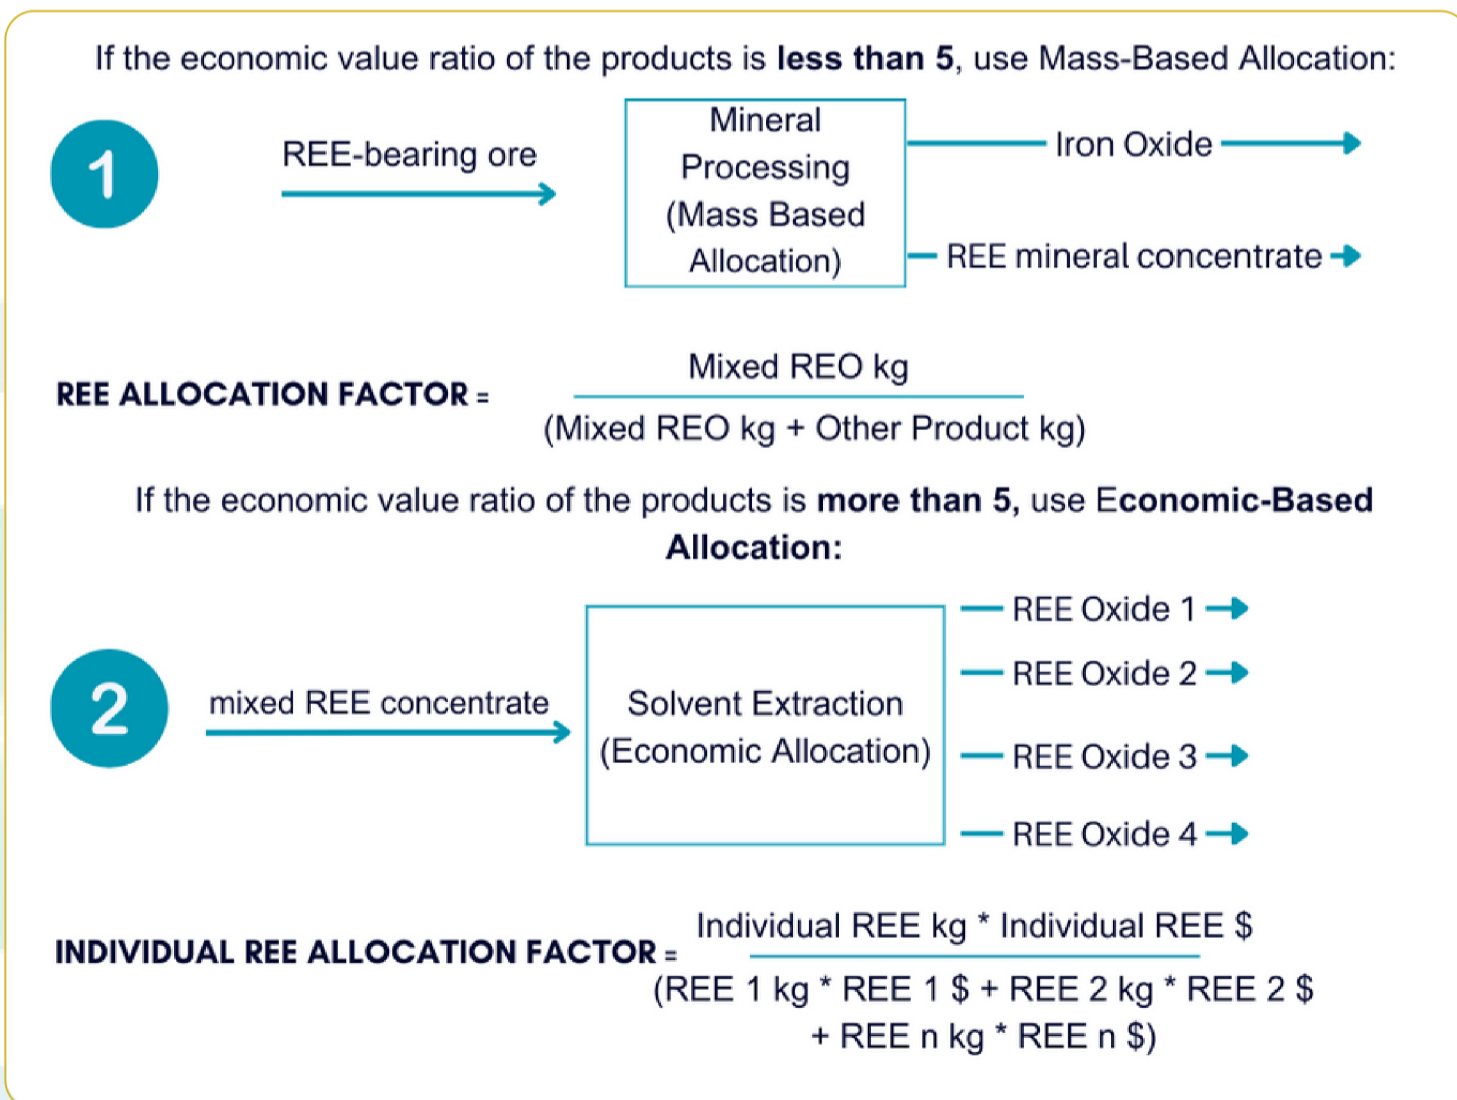 If the economic value ratio of the products is less than 5, use Mass-Based Allocation:
1
REE-bearing ore
Mineral
Processing
(Mass Based
Allocation)
Iron Oxide
REE mineral concentrate
REE ALLOCATION FACTOR =
Mixed REO kg
(Mixed REO kg + Other Product kg)
If the economic value ratio of the products is more than 5, use Economic-Based
Allocation:
2
mixed REE concentrate
Solvent Extraction
(Economic Allocation)
REE Oxide 1
REE Oxide 2
REE Oxide 3
REE Oxide 4
INDIVIDUAL REE ALLOCATION FACTOR =
Individual REE kg * Individual REE $
(REE 1 kg * REE 1 $ + REE 2 kg * REE 2 $
+ REE n kg * REE n $)